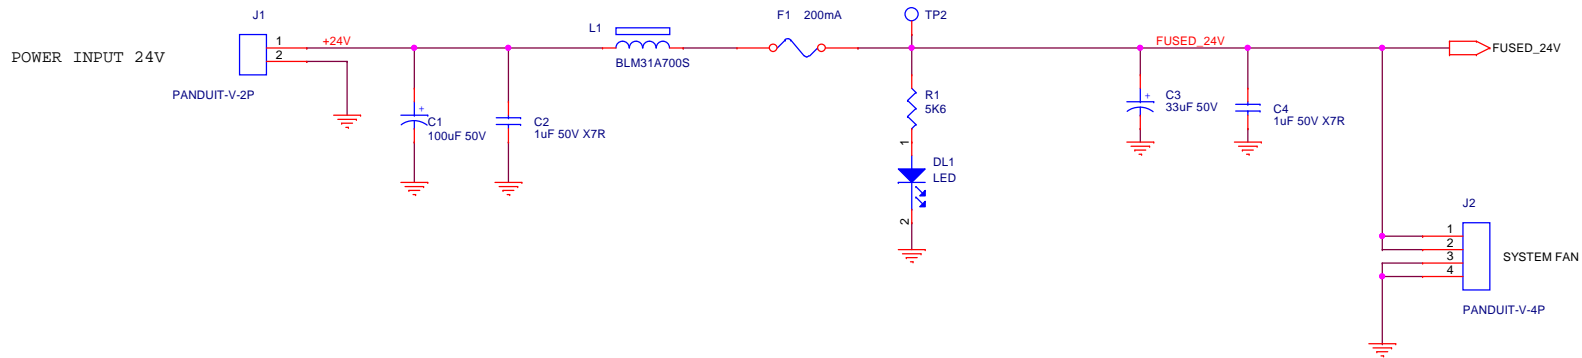 POWER INPUT 24V
J1
1
2
+24V
PANDUIT-V-2P
C1
100uF 50V
+
C2
1uF 50V X7R
L1
BLM31A700S
F1 200mA
TP2
R1
5K6
1
DL1
LED
2
FUSED_24V
C3
33uF 50V
+
C4
1uF 50V X7R
FUSED_24V
J2
1
2
3
4
SYSTEM FAN
PANDUIT-V-4P